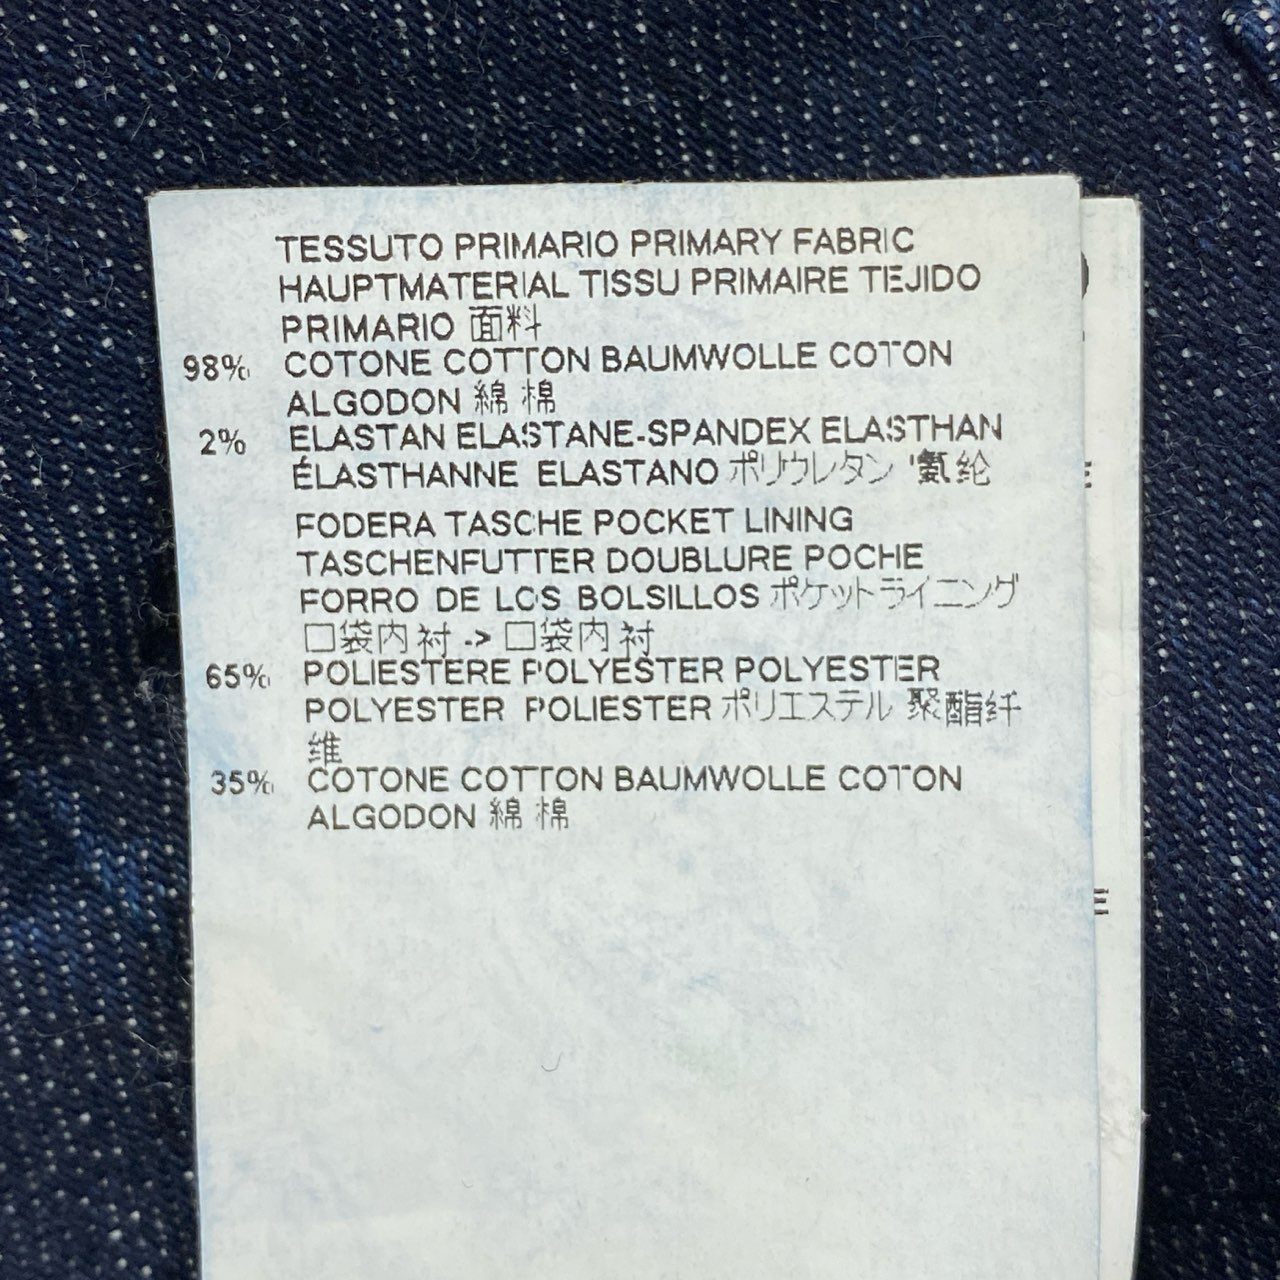 TESSUTO PRIMARIO PRIMARY FABRIC
HAUPTMATERIAL TISSU PRIMAIRE TEJIDO
PRIMARIO 面料
98% COTONE COTTON BAUMWOLLE COTON
ALGODON 綿 棉
2% ELASTAN ELASTANE-SPANDEX ELASTHAN
ÉLASTHANNE ELASTANO ポリウレタン 氨纶
FODERA TASCHE POCKET LINING
TASCHENFUTTER DOUBLURE POCHE
FORRO DE LOS BOLSILLOS ポケットライニング
口袋内衬 -> 口袋内衬
65% POLIESTERE POLYESTER POLYESTER
POLYESTER POLIESTER ポリエステル 聚酯纤
维
35% COTONE COTTON BAUMWOLLE COTON
ALGODON 綿 棉